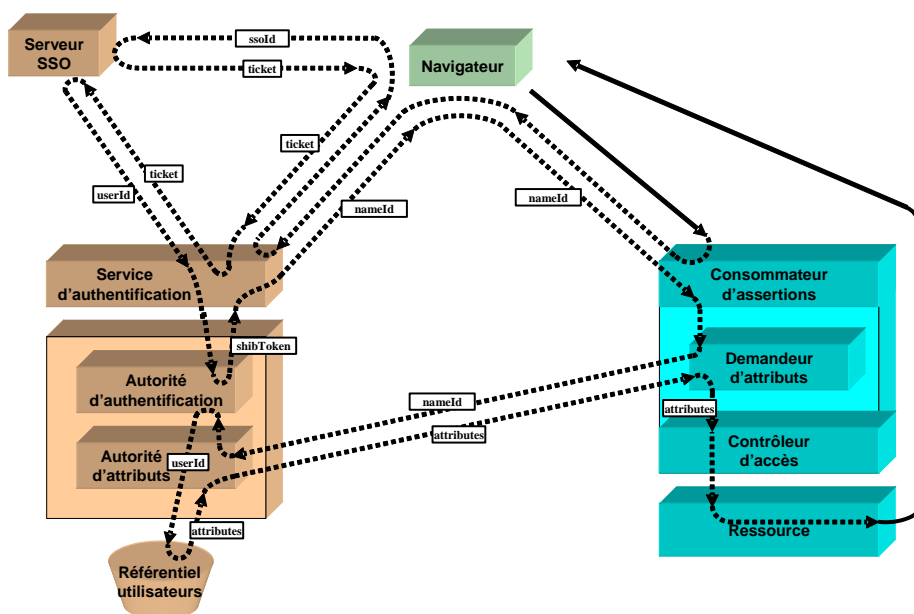 ssoId
Serveur
SSO
Navigateur
ticket
ticket
ticket
userId
nameId
nameId
Service
d'authentification
Consommateur
d'assertions
shibToken
Autorité
d'authentification
Demandeur
d'attributs
nameId
attributes
attributes
Autorité
d'attributs
userId
Contrôleur
d'accès
attributes
Ressource
Référentiel
utilisateurs